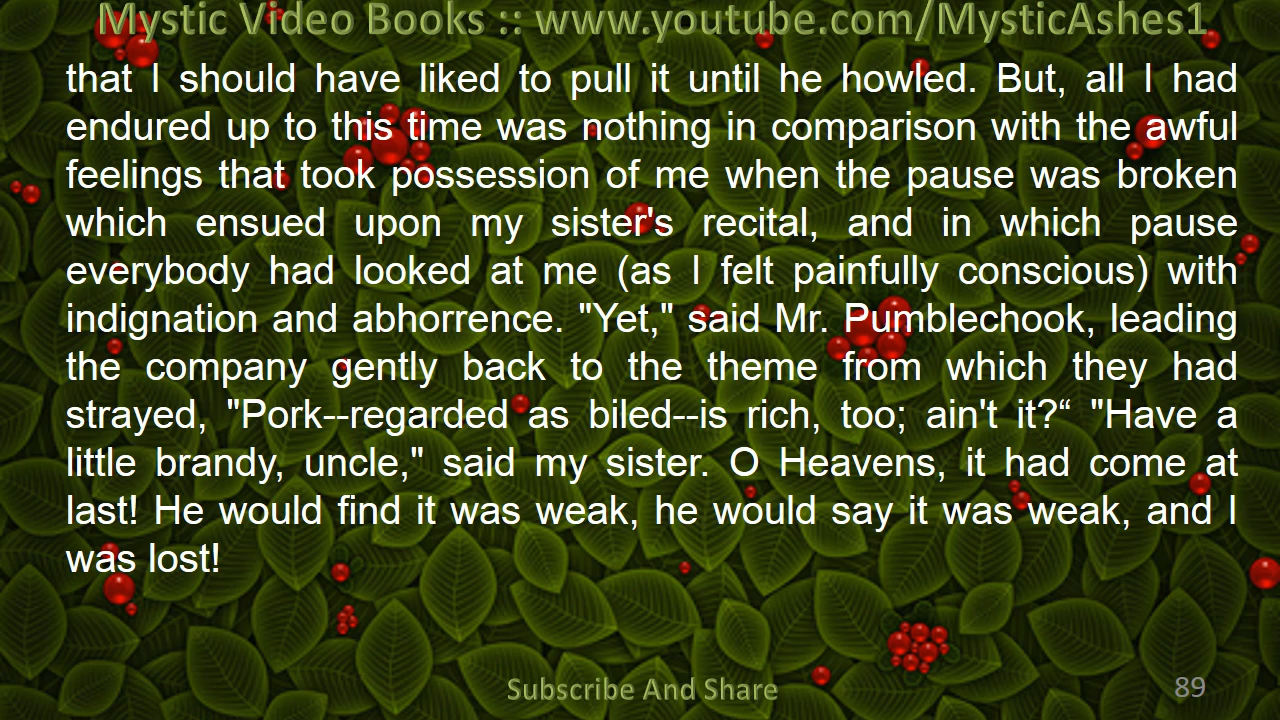 Mystic Video Books :: www.youtube.com/MysticAshes1
that I should have liked to pull it until he howled. But, all I had
endured up to this time was nothing in comparison with the awful
feelings that took possession of me when the pause was broken
which ensued upon my sister's recital, and in which pause
everybody had looked at me (as I felt painfully conscious) with
indignation and abhorrence. "Yet," said Mr. Pumblechook, leading
the company gently back to the theme from which they had
strayed, "Pork--regarded as biled--is rich, too; ain't it?“ "Have a
little brandy, uncle," said my sister. O Heavens, it had come at
last! He would find it was weak, he would say it was weak, and I
was lost!
Subscribe And Share
89